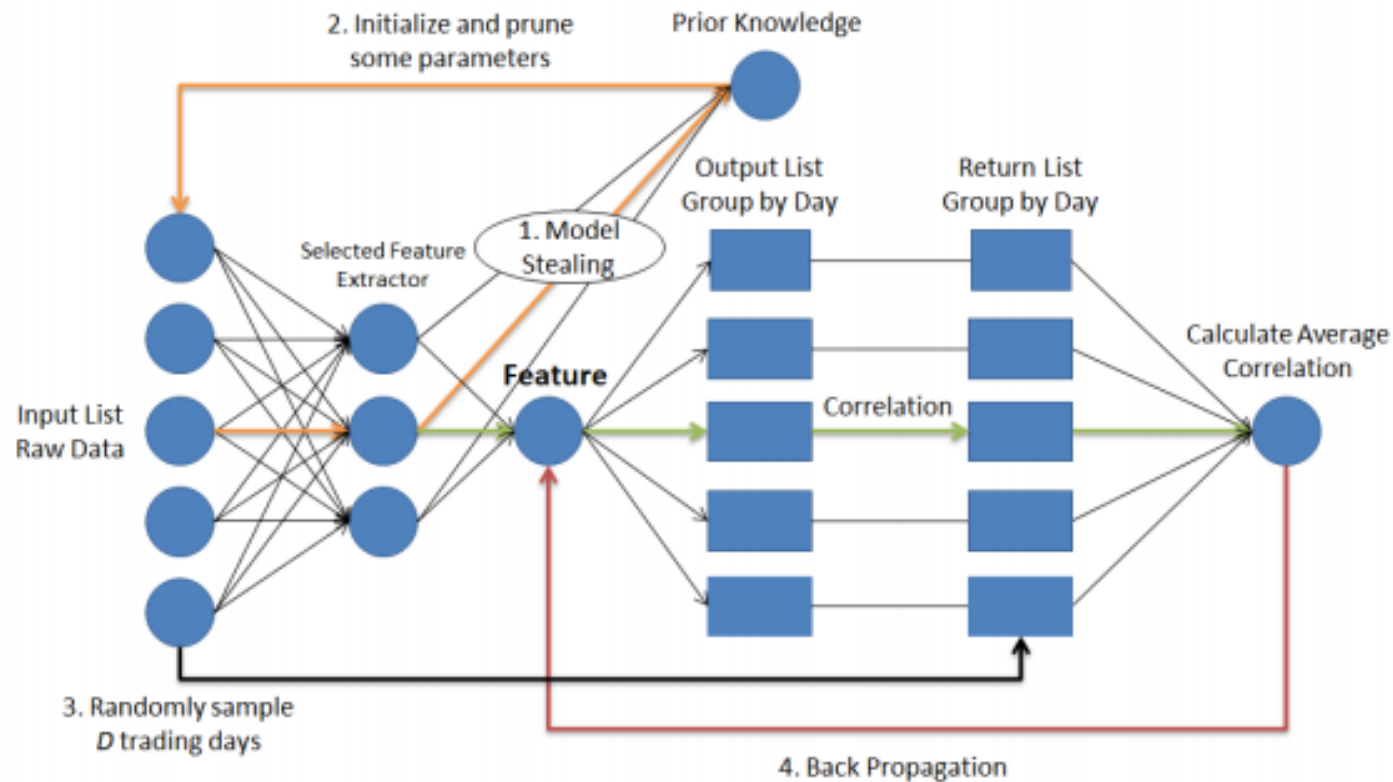 2. Initialize and prune
some parameters
Prior Knowledge
Output List
Group by Day
Return List
Group by Day
1. Model
Stealing
Selected Feature
Extractor
Feature
Calculate Average
Correlation
Input List
Raw Data
Correlation
3. Randomly sample
D trading days
4. Back Propagation